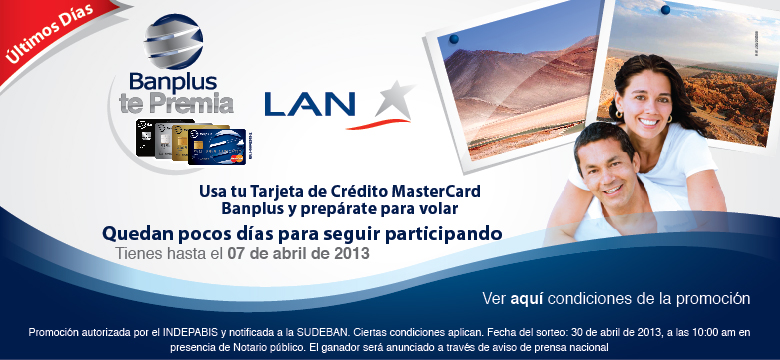 Últimos Días
Banplus
te Premia
LAN
Usa tu Tarjeta de Crédito MasterCard
Banplus y prepárate para volar
Quedan pocos días para seguir participando
Tienes hasta el 07 de abril de 2013
Ver aquí condiciones de la promoción
Promoción autorizada por el INDEPABIS y notificada a la SUDEBAN. Ciertas condiciones aplican. Fecha del sorteo: 30 de abril de 2013, a las 10:00 am en
presencia de Notario público. El ganador será anunciado a través de aviso de prensa nacional